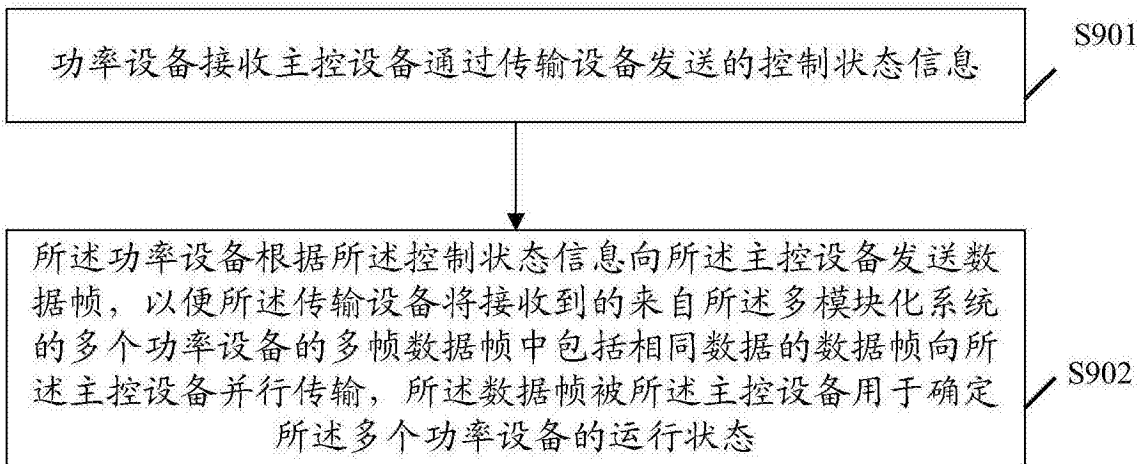 功率设备接收主控设备通过传输设备发送的控制状态信息
S901
所述功率设备根据所述控制状态信息向所述主控设备发送数
据帧，以便所述传输设备将接收到的来自所述多模块化系统
的多个功率设备的多帧数据帧中包括相同数据的数据帧向所
述主控设备并行传输，所述数据帧被所述主控设备用于确定
所述多个功率设备的运行状态
S902